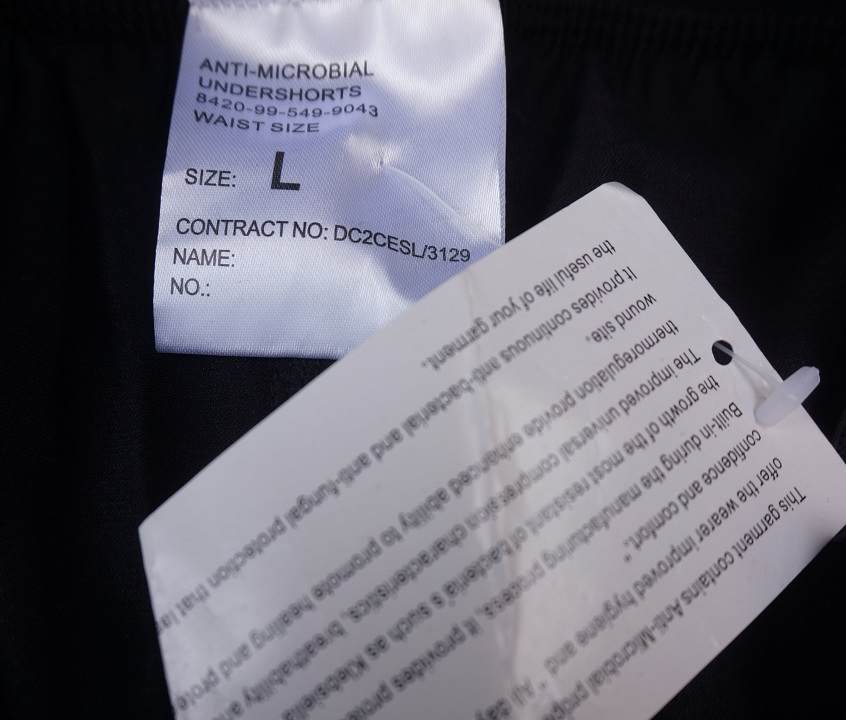 ANTI-MICROBIAL
UNDERSHORTS
8420-99-549-9043
WAIST SIZE
SIZE: L
CONTRACT NO: DC2CESL/3129
NAME:
NO.:
This garment contains Anti-Microbial
offer the wearer improved hygiene and " All day
confidence and comfort. "
Built-in during the manufacturing process. It provides
the growth of the most resistant of bacteria's such as Klebsiella
The improved universal compression characteristics, breathability
thermoregulation provide enhanced ability to promote healing and
wound site.
It provides continuous anti-bacterial and anti-fungal protection that
the useful life of your garment.